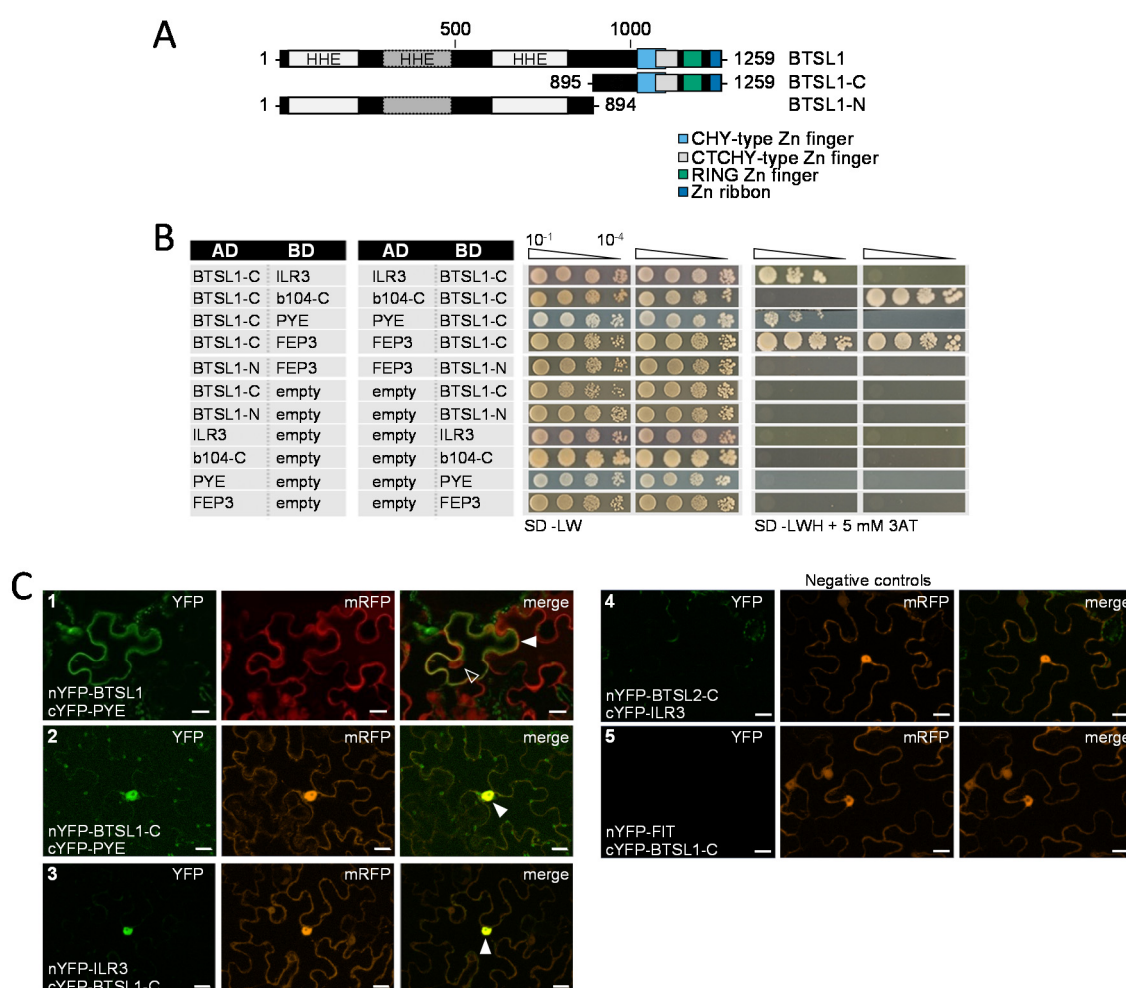 A
500 1000
1 HHE HHE HHE 1259 BTSL1
895 1259 BTSL1-C
1 894 BTSL1-N
CHY-type Zn finger
CTCHY-type Zn finger
RING Zn finger
Zn ribbon
B
AD BD AD BD 10-1 10-4
BTSL1-C ILR3 ILR3 BTSL1-C
BTSL1-C b104-C b104-C BTSL1-C
BTSL1-C PYE PYE BTSL1-C
BTSL1-C FEP3 FEP3 BTSL1-C
BTSL1-N FEP3 FEP3 BTSL1-N
BTSL1-C empty empty BTSL1-C
BTSL1-N empty empty BTSL1-N
ILR3 empty empty ILR3
b104-C empty empty b104-C
PYE empty empty PYE
FEP3 empty empty FEP3
SD -LW SD -LWH + 5 mM 3AT
C
1 YFP mRFP merge
nYFP-BTSL1
cYFP-PYE
2 YFP mRFP merge
nYFP-BTSL1-C
cYFP-PYE
3 YFP mRFP merge
nYFP-ILR3
cYFP-BTSL1-C
Negative controls
4 YFP mRFP merge
nYFP-BTSL2-C
cYFP-ILR3
5 YFP mRFP merge
nYFP-FIT
cYFP-BTSL1-C